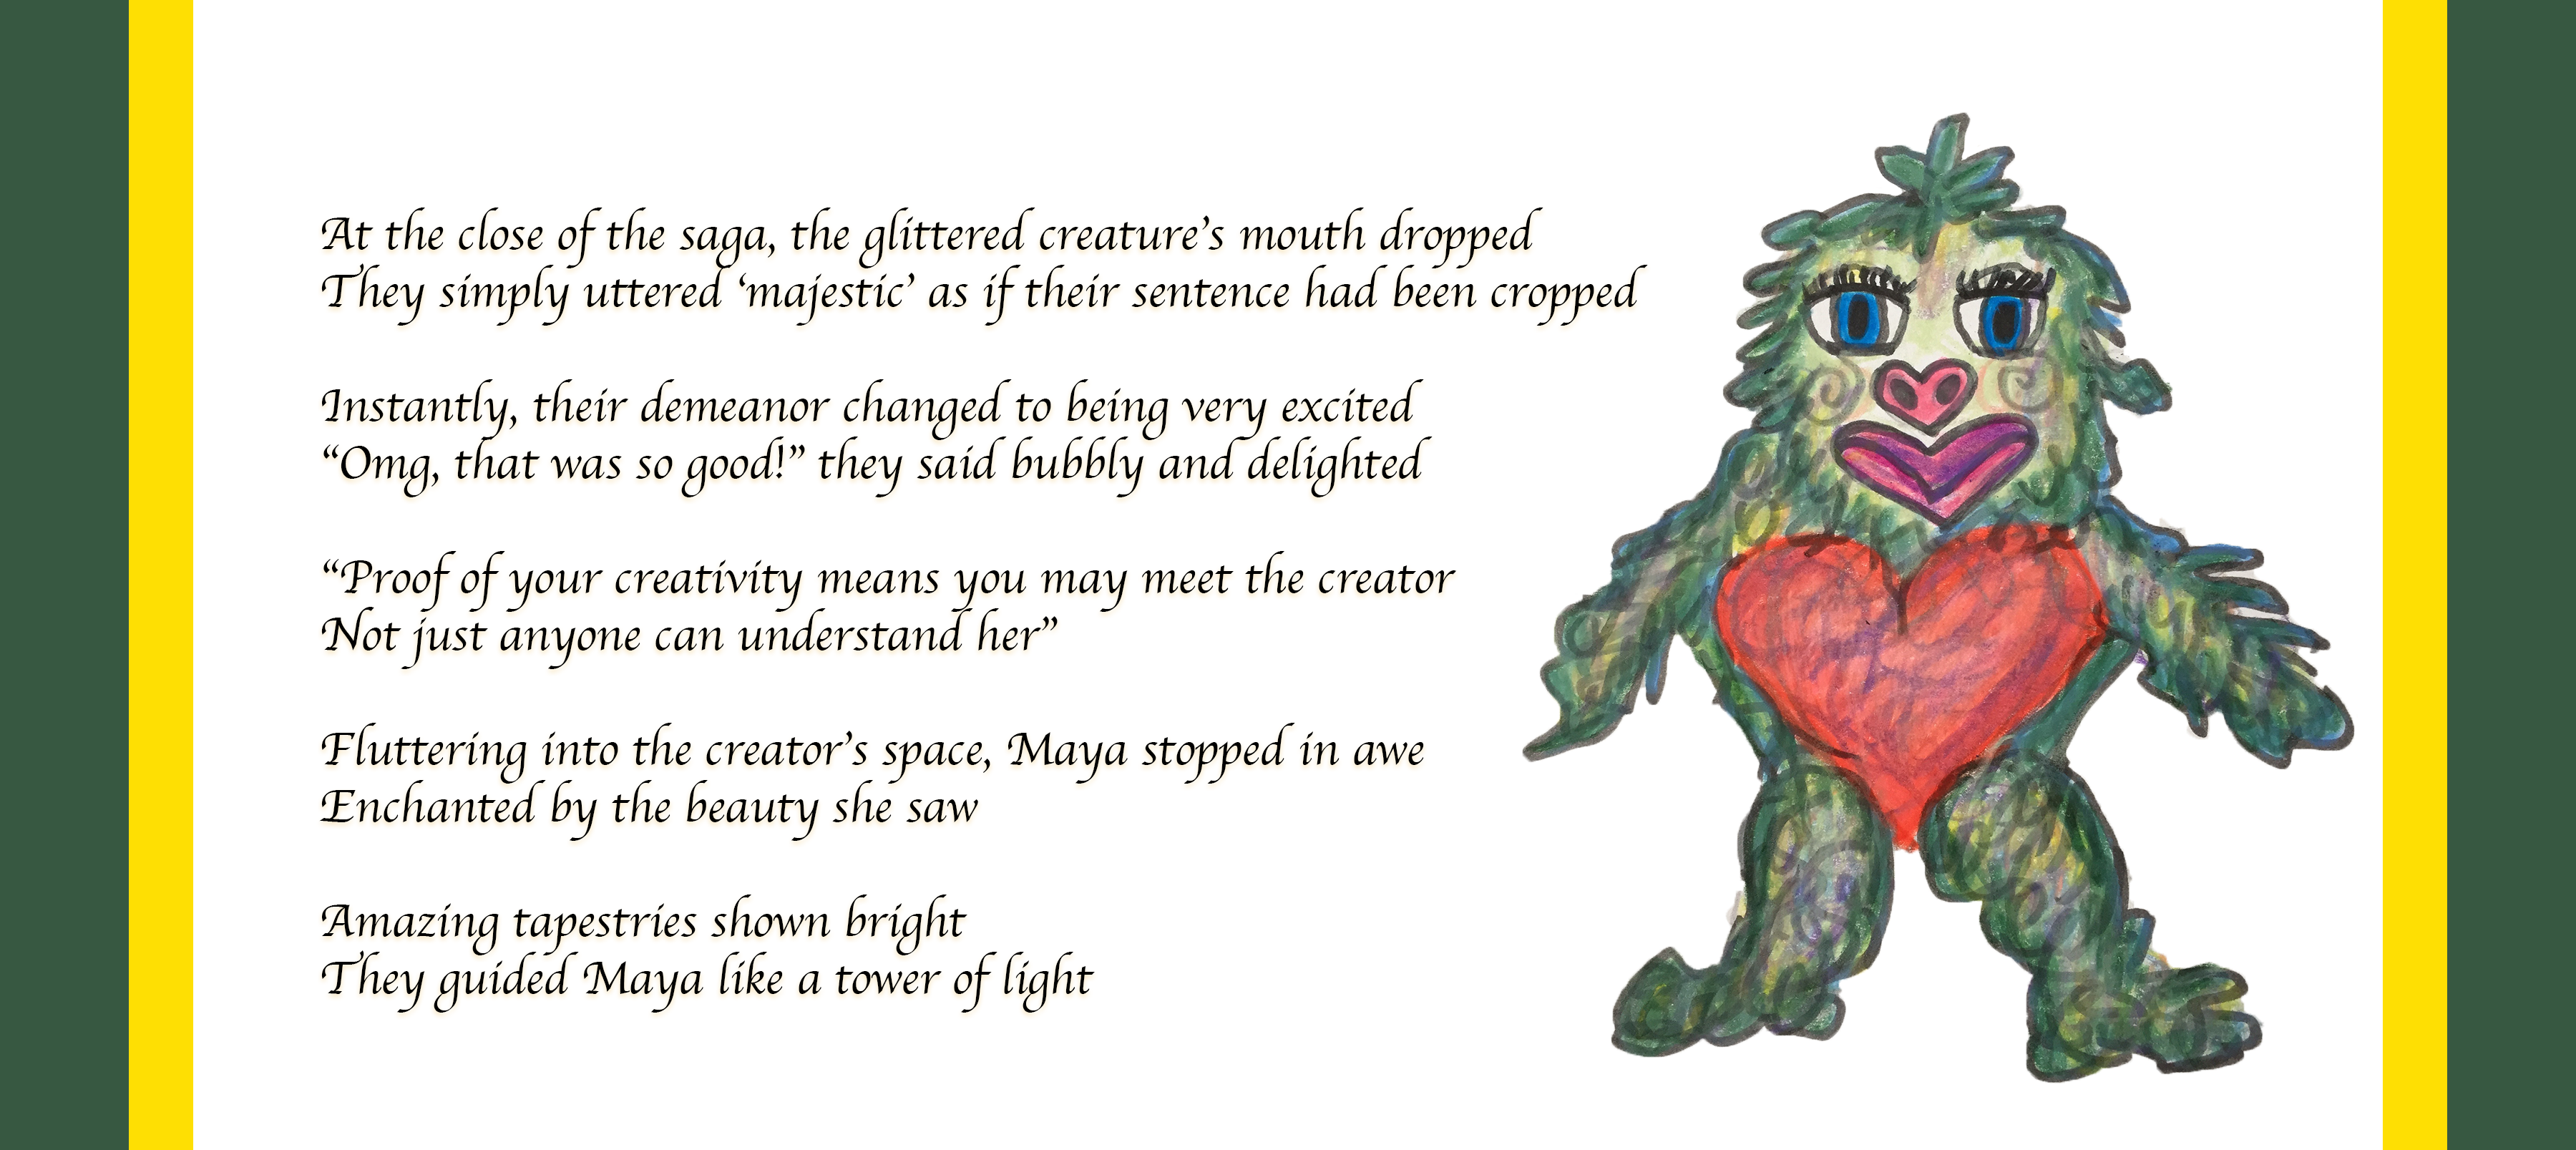 At the close of the saga, the glittered creature’s mouth dropped
They simply uttered ‘majestic’ as if their sentence had been cropped
Instantly, their demeanor changed to being very excited
“Omg, that was so good!” they said bubbly and delighted
“Proof of your creativity means you may meet the creator
Not just anyone can understand her”
Fluttering into the creator’s space, Maya stopped in awe
Enchanted by the beauty she saw
Amazing tapestries shown bright
They guided Maya like a tower of light